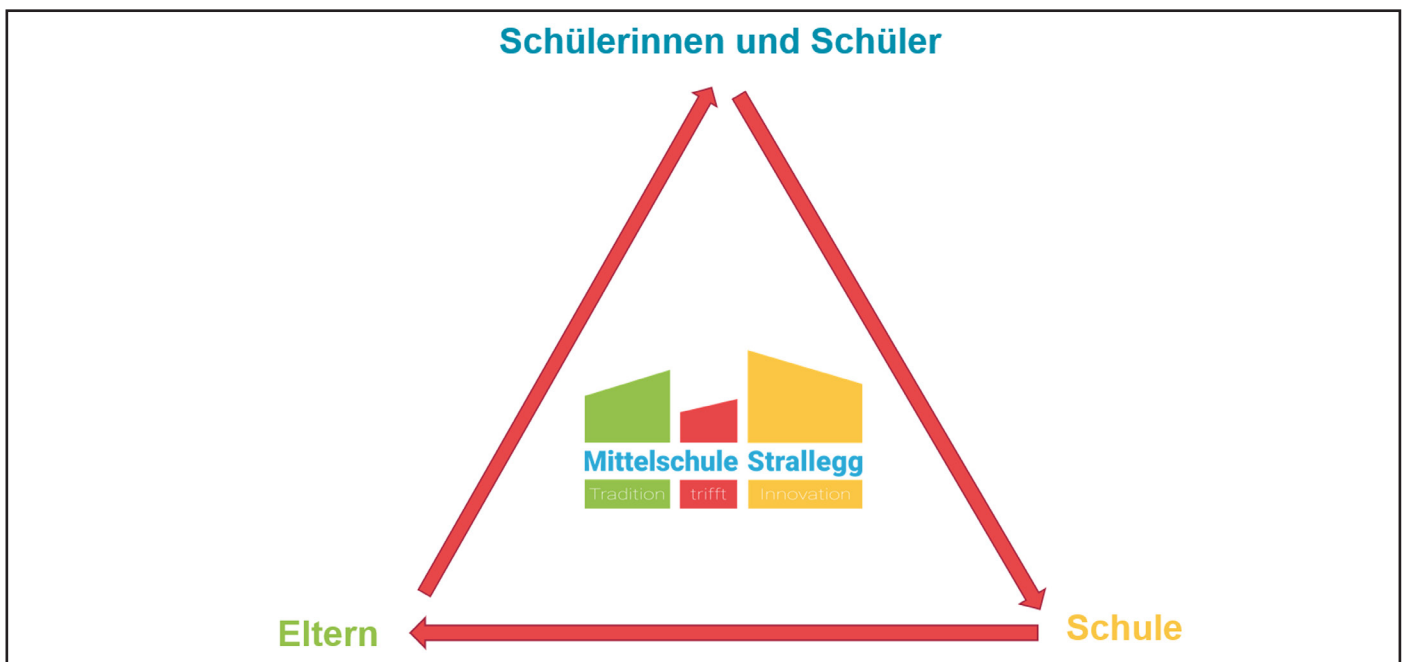 Schülerinnen und Schüler
Mittelschule Strallegg
Tradition trifft Innovation
Eltern
Schule